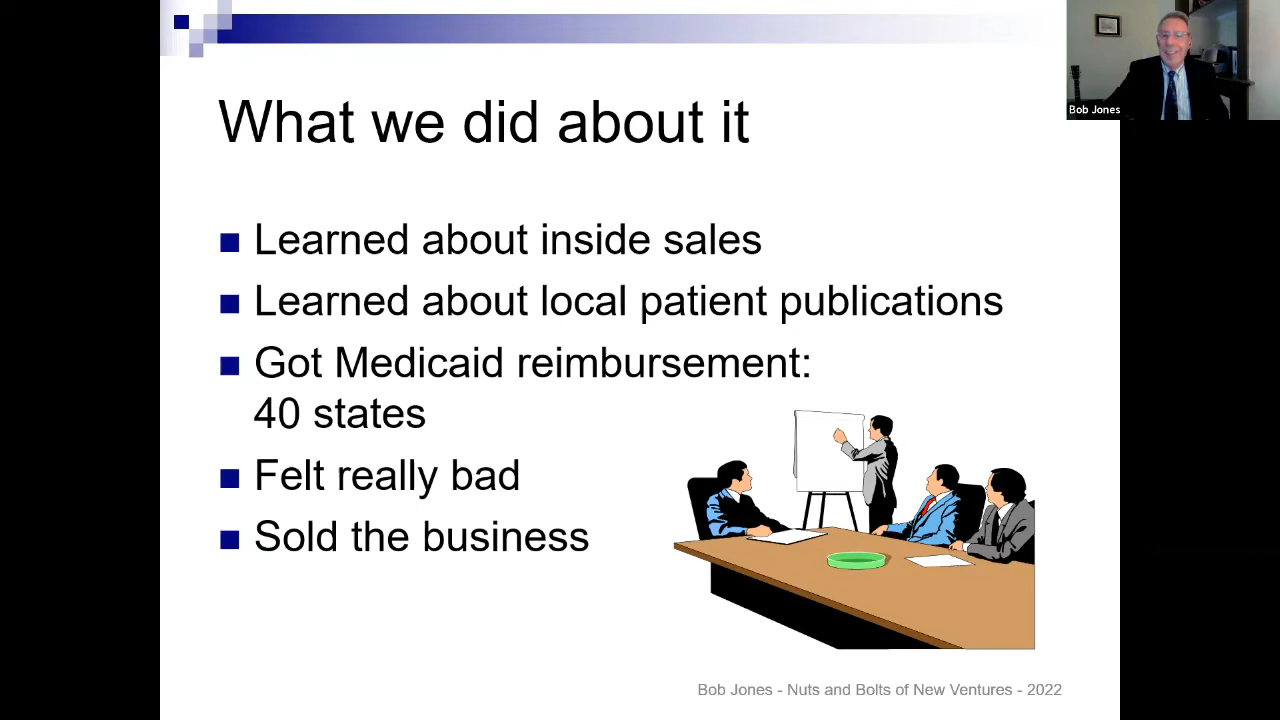 What we did about it
Learned about inside sales
Learned about local patient publications
Got Medicaid reimbursement:
40 states
Felt really bad
Sold the business
Bob Jones - Nuts and Bolts of New Ventures - 2022
Bob Jones